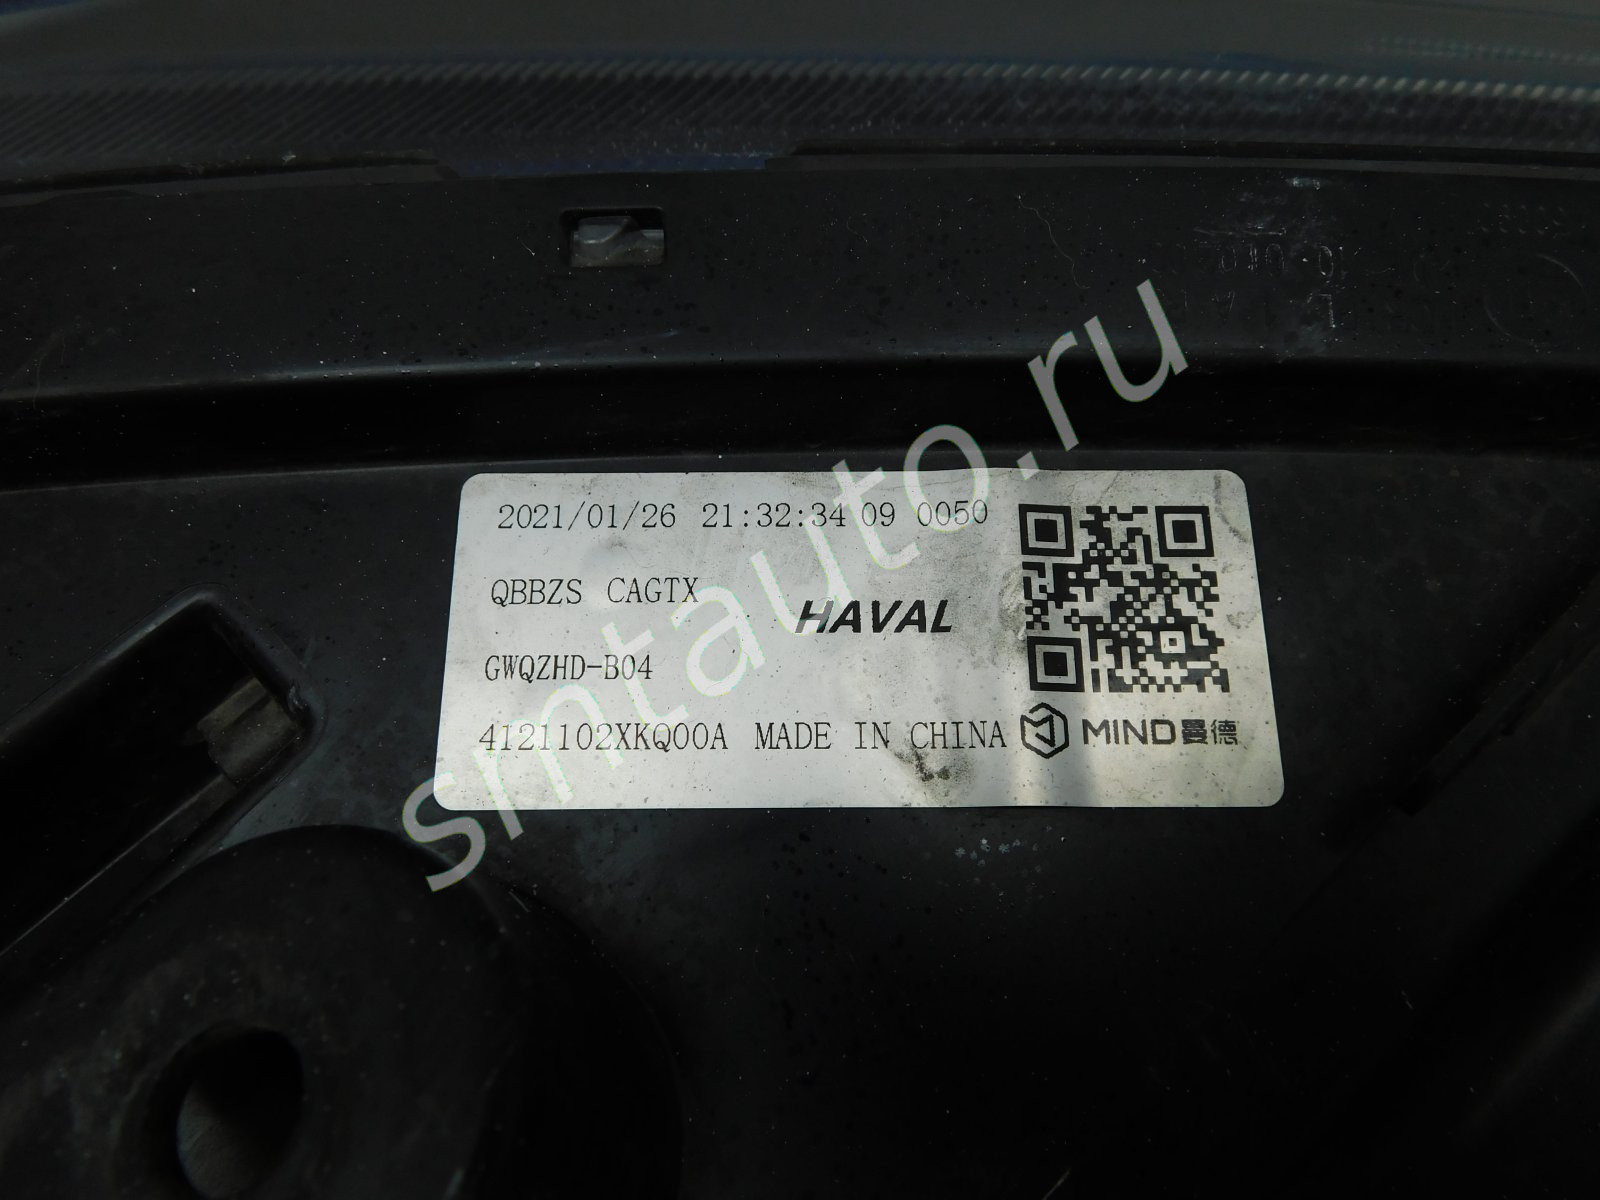 2021/01/26 21:32:34 09 0050
QBBZS CAGTX
HAVAL
GWQZHD-B04
4121102XKQ00A MADE IN CHINA
MIND曼德
smtauto.ru